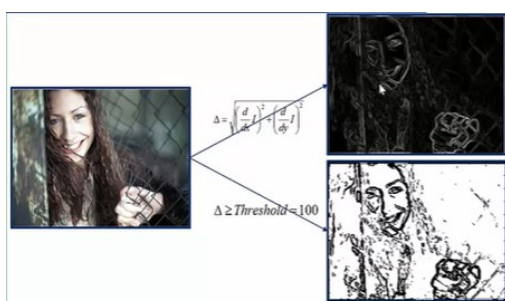 Δ = √((d/dx I)² + (d/dy I)²)
Δ ≥ Threshold = 100